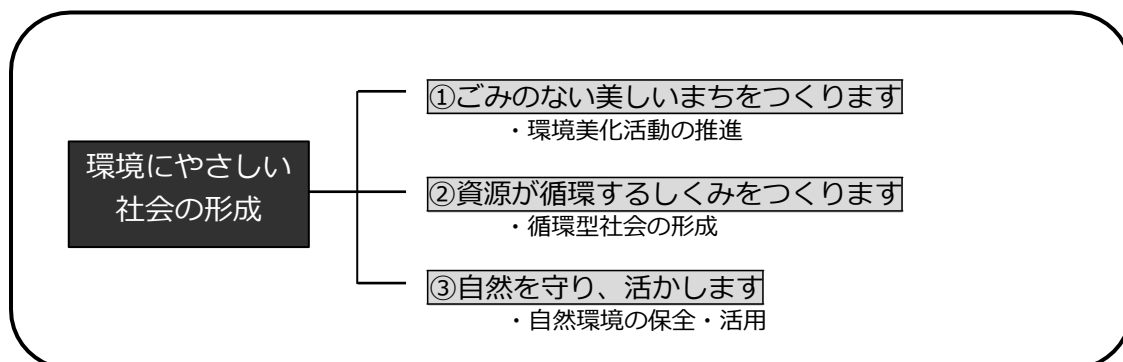 環境にやさしい
社会の形成
①ごみのない美しいまちをつくります
・環境美化活動の推進
②資源が循環するしくみをつくります
・循環型社会の形成
③自然を守り、活かします
・自然環境の保全・活用